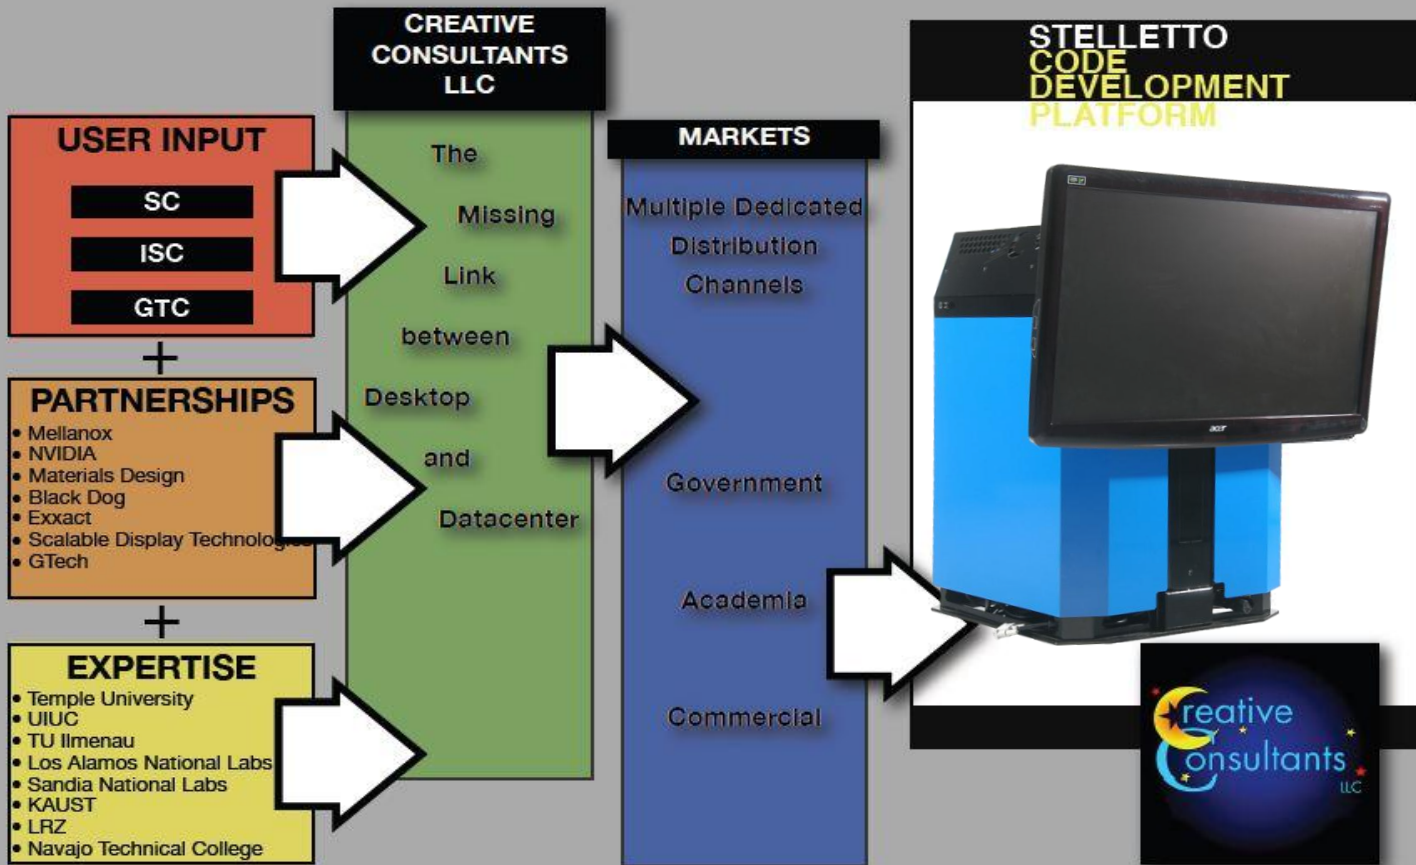 CREATIVE
CONSULTANTS
LLC
USER INPUT
SC
ISC
GTC
+
PARTNERSHIPS
• Mellanox
• NVIDIA
• Materials Design
• Black Dog
• Exxact
• Scalable Display Technologies
• GTech
+
EXPERTISE
• Temple University
• UIUC
• TU Ilmenau
• Los Alamos National Labs
• Sandia National Labs
• KAUST
• LRZ
• Navajo Technical College
The
Missing
Link
between
Desktop
and
Datacenter
MARKETS
Multiple Dedicated
Distribution
Channels
Government
Academia
Commercial
STELLETTO
CODE
DEVELOPMENT
PLATFORM
acer
Creative
Consultants
LLC